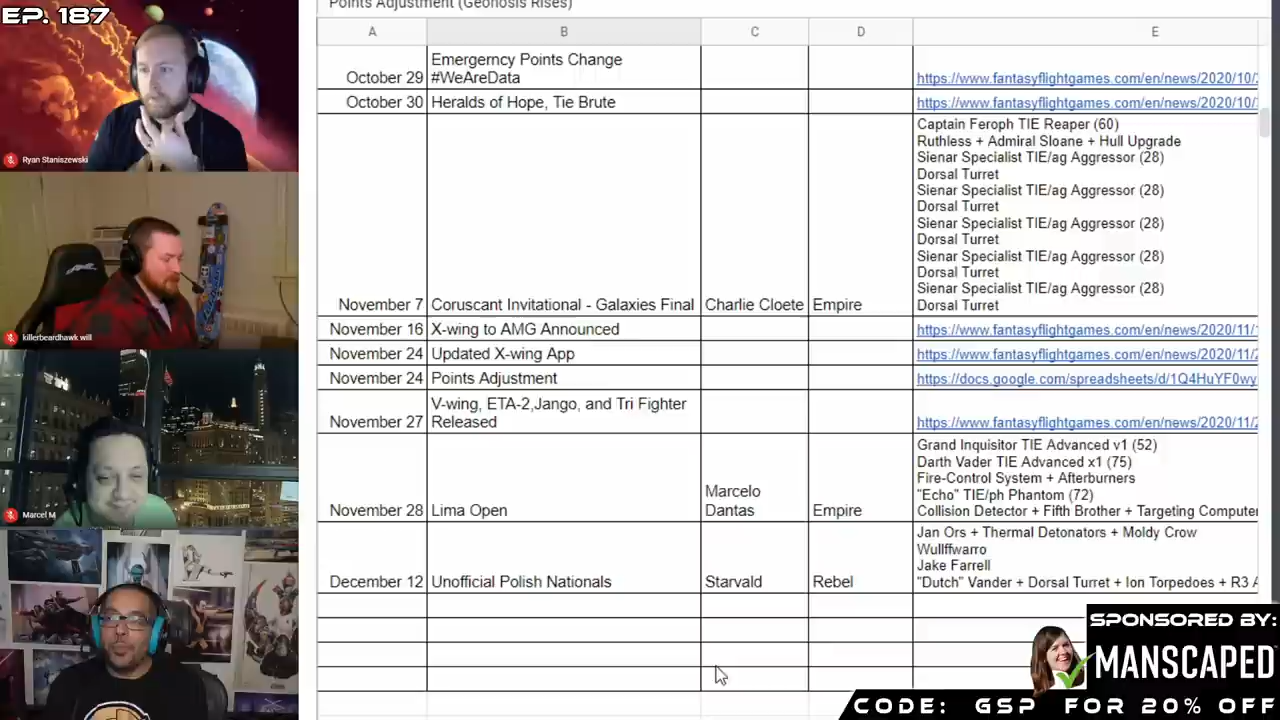 EP. 187
Points Adjustment (Geonosis Rises)
A B C D E
Emergerncy Points Change
October 29 #WeAreData https://www.fantasyflightgames.com/en/news/2020/10/
October 30 Heralds of Hope, Tie Brute https://www.fantasyflightgames.com/en/news/2020/10/
Captain Feroph TIE Reaper (60)
Ruthless + Admiral Sloane + Hull Upgrade
Sienar Specialist TIE/ag Aggressor (28)
Dorsal Turret
Sienar Specialist TIE/ag Aggressor (28)
Dorsal Turret
Sienar Specialist TIE/ag Aggressor (28)
Dorsal Turret
Sienar Specialist TIE/ag Aggressor (28)
Dorsal Turret
Sienar Specialist TIE/ag Aggressor (28)
November 7 Coruscant Invitational - Galaxies Final Charlie Cloete Empire Dorsal Turret
November 16 X-wing to AMG Announced https://www.fantasyflightgames.com/en/news/2020/11/
November 24 Updated X-wing App https://www.fantasyflightgames.com/en/news/2020/11/2
November 24 Points Adjustment https://docs.google.com/spreadsheets/d/1Q4HuYF0wy
V-wing, ETA-2,Jango, and Tri Fighter
November 27 Released https://www.fantasyflightgames.com/en/news/2020/11/2
Grand Inquisitor TIE Advanced v1 (52)
Darth Vader TIE Advanced x1 (75)
Fire-Control System + Afterburners
Marcelo "Echo" TIE/ph Phantom (72)
November 28 Lima Open Dantas Empire Collision Detector + Fifth Brother + Targeting Computer
Jan Ors + Thermal Detonators + Moldy Crow
Wullffwarro
Jake Farrell
December 12 Unofficial Polish Nationals Starvald Rebel "Dutch" Vander + Dorsal Turret + Ion Torpedoes + R3 A
Ryan Staniszewski
killerbeardhawk will
Marcel M
SPONSORED BY:
MANSCAPED
CODE: GSP FOR 20% OFF